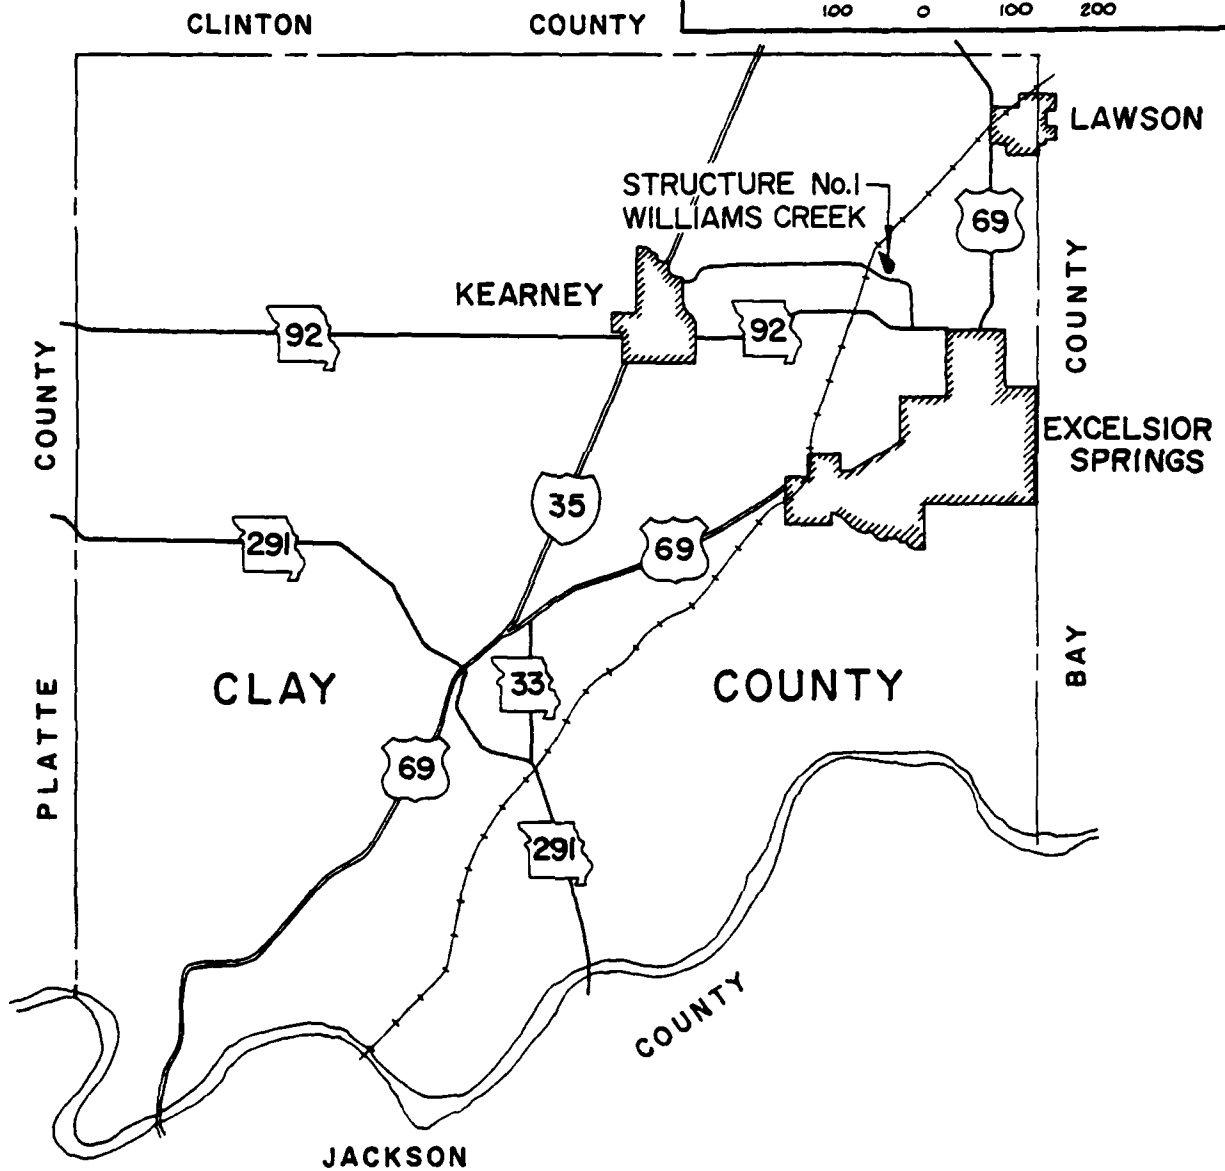 CLINTON COUNTY
100 0 100 200
LAWSON
STRUCTURE No.1
WILLIAMS CREEK
69
KEARNEY
92
92
COUNTY
COUNTY
EXCELSIOR
SPRINGS
35
291
69
CLAY COUNTY
33
BAY
PLATTE
69
291
COUNTY
JACKSON